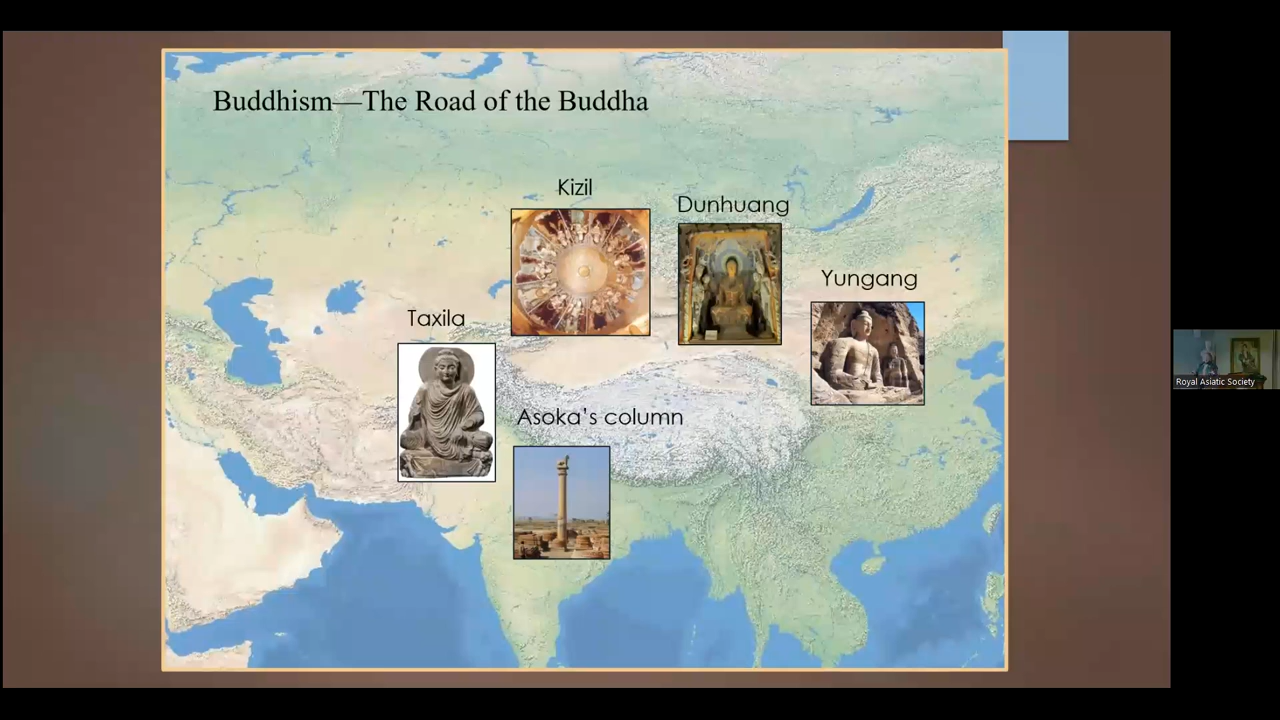 Buddhism—The Road of the Buddha
Kizil
Dunhuang
Yungang
Taxila
Asoka's column
Royal Asiatic Society